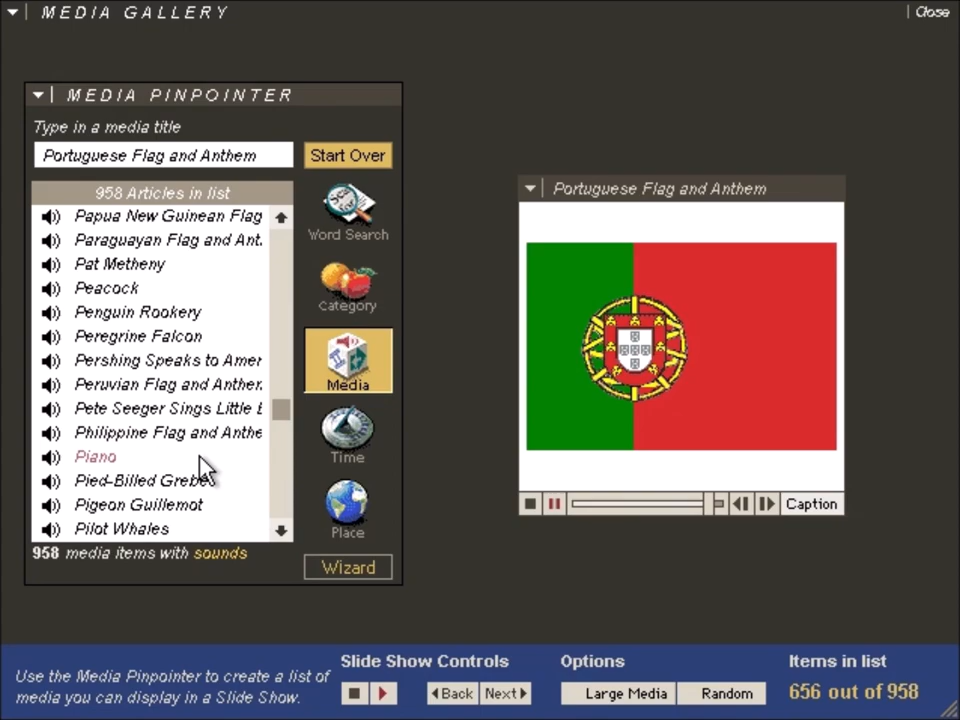 MEDIA GALLERY
Close
MEDIA PINPOINTER
Type in a media title
Portuguese Flag and Anthem
Start Over
958 Articles in list
Papua New Guinean Flag
Paraguayan Flag and Ant.
Pat Metheny
Peacock
Penguin Rookery
Peregrine Falcon
Pershing Speaks to Amer
Peruvian Flag and Anther.
Pete Seeger Sings Little
Philippine Flag and Anthe
Piano
Pied-Billed Grebe
Pigeon Guillemot
Pilot Whales
958 media items with sounds
Word Search
Category
Media
Time
Place
Wizard
Portuguese Flag and Anthem
Caption
Use the Media Pinpointer to create a list of
media you can display in a Slide Show.
Slide Show Controls
Back Next
Options
Large Media Random
Items in list
656 out of 958